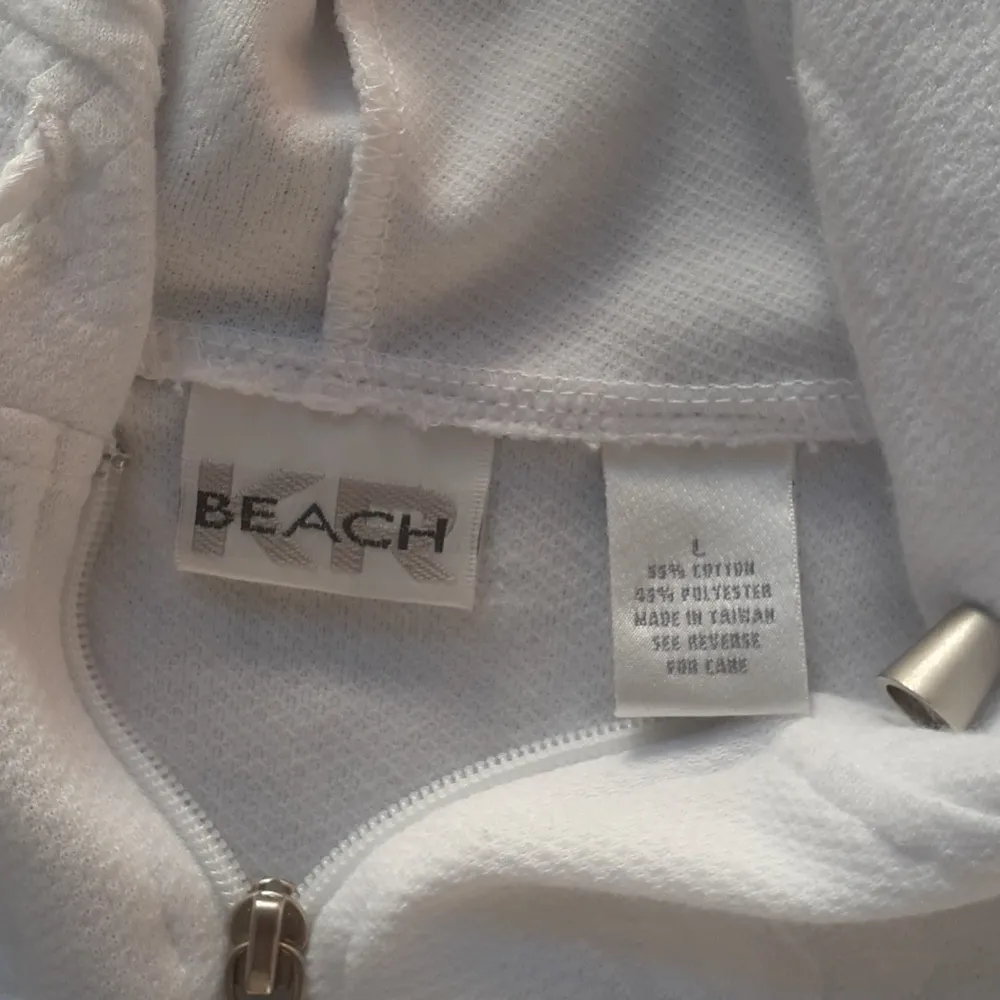 KR
BEACH
L
55% COTTON
45% POLYESTER
MADE IN TAIWAN
SEE REVERSE
FOR CARE